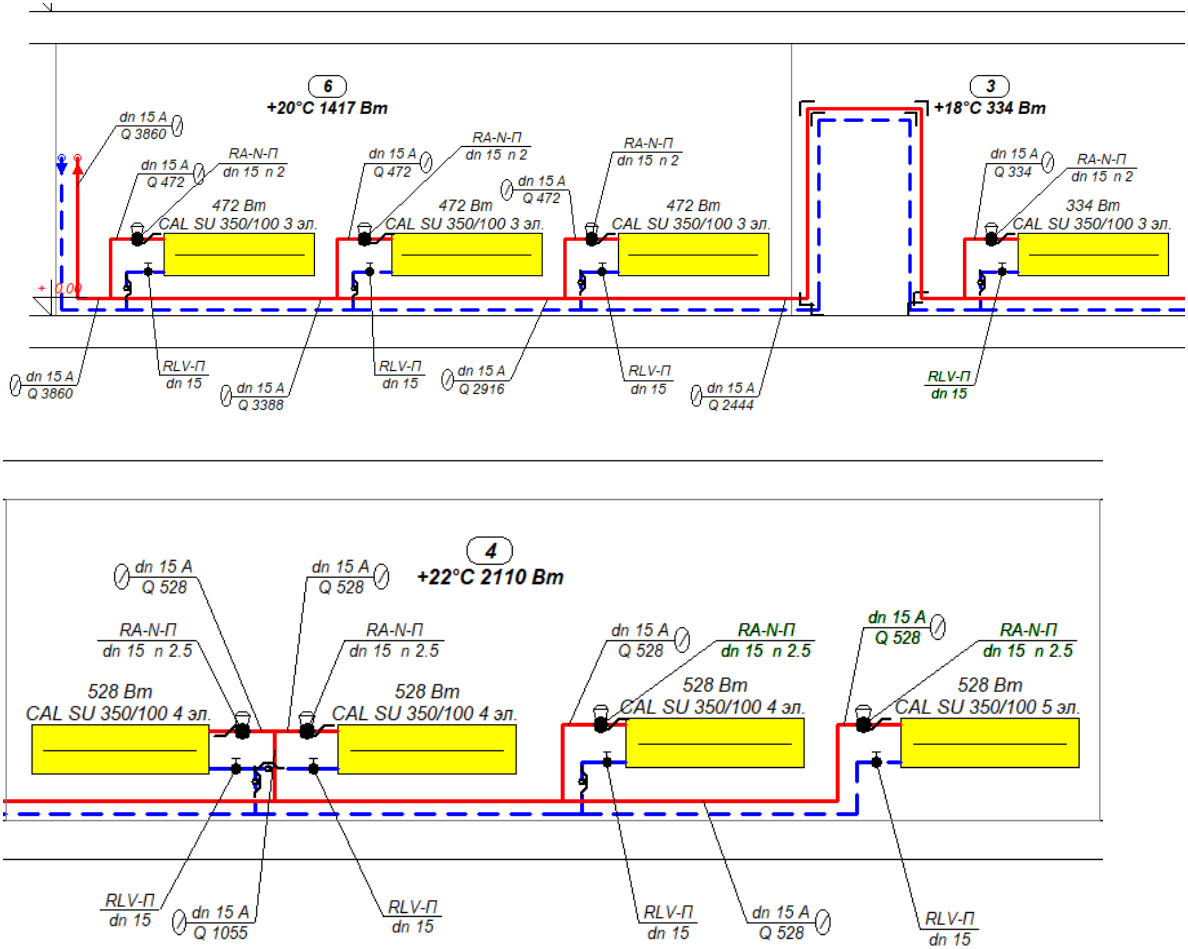 6
+20°C 1417 Вт
3
+18°C 334 Вт
dn 15 A
Q 3860
dn 15 A
Q 472
RA-N-П
dn 15 n 2
dn 15 A
Q 472
RA-N-П
dn 15 n 2
dn 15 A
Q 472
RA-N-П
dn 15 n 2
dn 15 A
Q 334
RA-N-П
dn 15 n 2
472 Вт
CAL SU 350/100 3 эл.
472 Вт
CAL SU 350/100 3 эл.
472 Вт
CAL SU 350/100 3 эл.
334 Вт
CAL SU 350/100 3 эл.
+ 0.00
dn 15 A
Q 3860
RLV-П
dn 15
dn 15 A
Q 3388
RLV-П
dn 15
dn 15 A
Q 2916
RLV-П
dn 15
dn 15 A
Q 2444
RLV-П
dn 15
4
+22°C 2110 Вт
dn 15 A
Q 528
dn 15 A
Q 528
RA-N-П
dn 15 n 2.5
RA-N-П
dn 15 n 2.5
dn 15 A
Q 528
RA-N-П
dn 15 n 2.5
dn 15 A
Q 528
RA-N-П
dn 15 n 2.5
528 Вт
CAL SU 350/100 4 эл.
528 Вт
CAL SU 350/100 4 эл.
528 Вт
CAL SU 350/100 4 эл.
528 Вт
CAL SU 350/100 5 эл.
RLV-П
dn 15
dn 15 A
Q 1055
RLV-П
dn 15
RLV-П
dn 15
dn 15 A
Q 528
RLV-П
dn 15